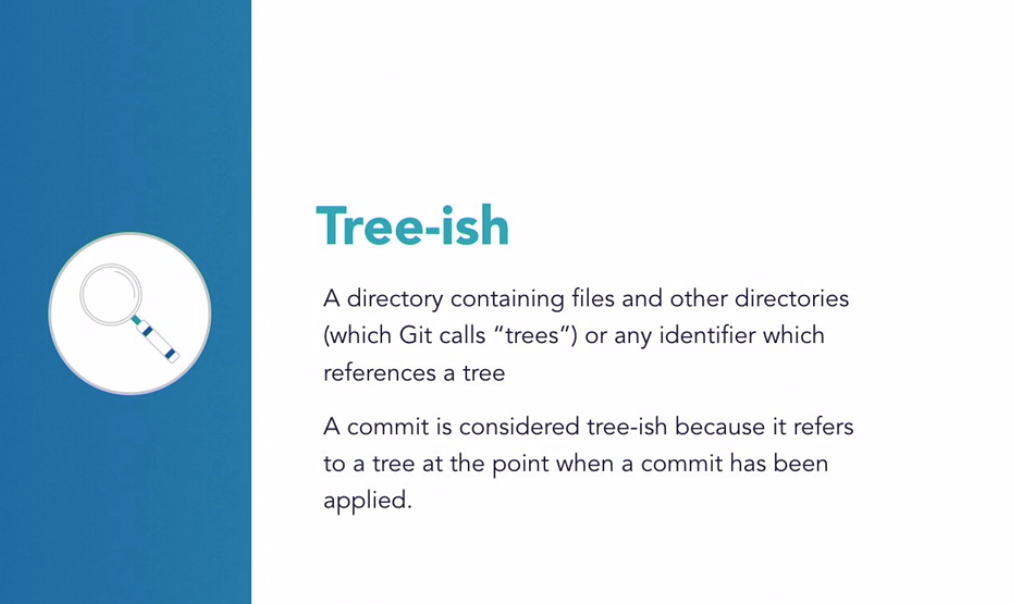 Tree-ish
A directory containing files and other directories
(which Git calls “trees”) or any identifier which
references a tree
A commit is considered tree-ish because it refers
to a tree at the point when a commit has been
applied.